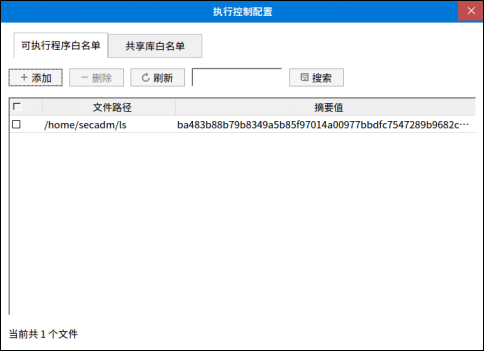 执行控制配置
可执行程序白名单 共享库白名单
添加 删除 刷新 搜索
文件路径 摘要值
/home/secadm/ls ba483b88b79b8349a5b85f97014a00977bbdfc7547289b9682c···
当前共 1 个文件